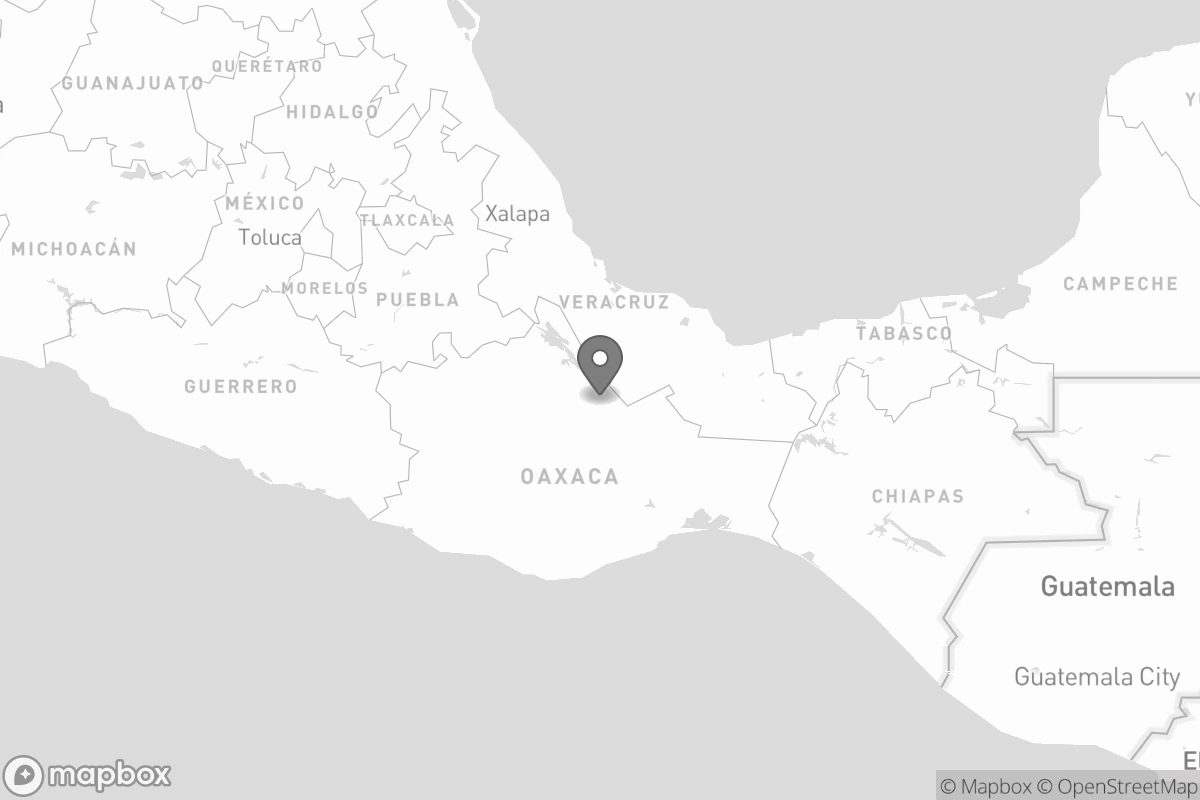 QUERÉTARO
GUANAJUATO
HIDALGO
MÉXICO
Xalapa
TLAXCALA
Toluca
MICHOACÁN
CAMPECHE
MORELOS
PUEBLA
VERACRUZ
TABASCO
GUERRERO
OAXACA
CHIAPAS
Guatemala
Guatemala City
mapbox
© Mapbox © OpenStreetMap